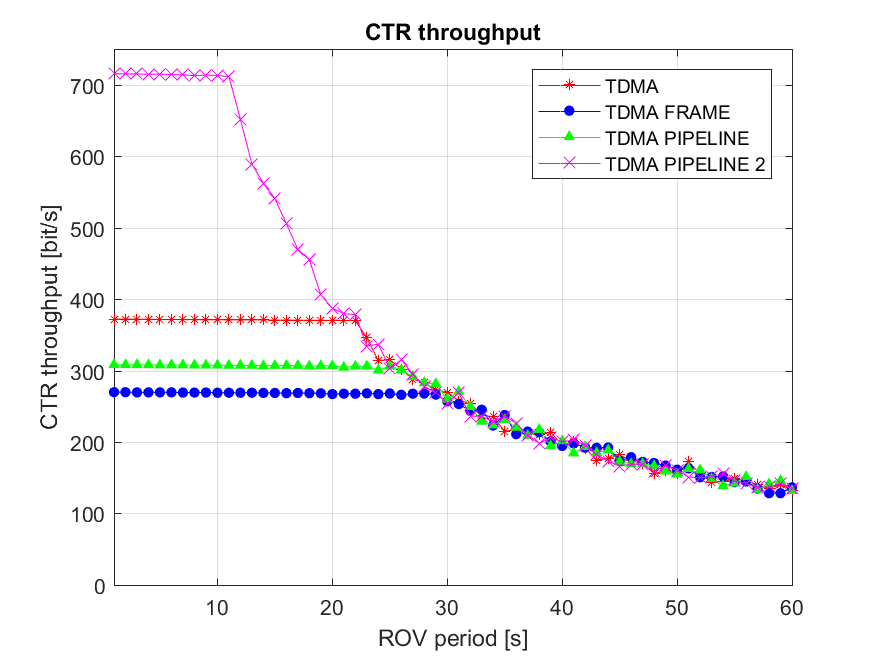 CTR throughput
CTR throughput [bit/s]
700
600
500
400
300
200
100
0
10
20
30
40
50
60
ROV period [s]
TDMA
TDMA FRAME
TDMA PIPELINE
TDMA PIPELINE 2